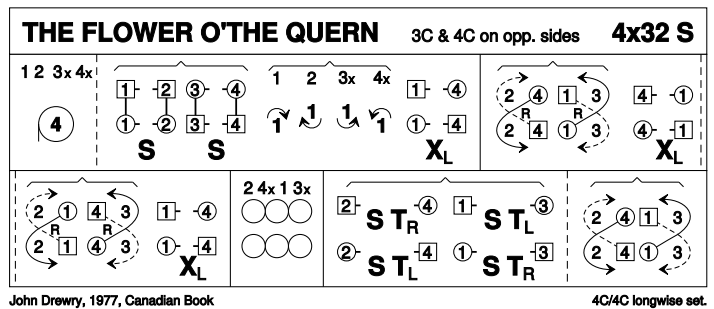 THE FLOWER O'THE QUERN 3C & 4C on opp. sides 4x32 S
1 2 3x 4x
4
1 2 3 4
1 2 3 4
S S
1 2 3x 4x
1 1 1 1
1 4
1 4
XL
2 4 1 3
R
2 4 1 3
4 1
4 1
XL
2 1 4 3
R R
2 1 4 3
1 4
1 4
XL
2 4x 1 3x
2 S TR 4 1 S TL 3
2 S TL 4 1 S TR 3
2 4 1 3
2 4 1 3
John Drewry, 1977, Canadian Book 4C/4C longwise set.